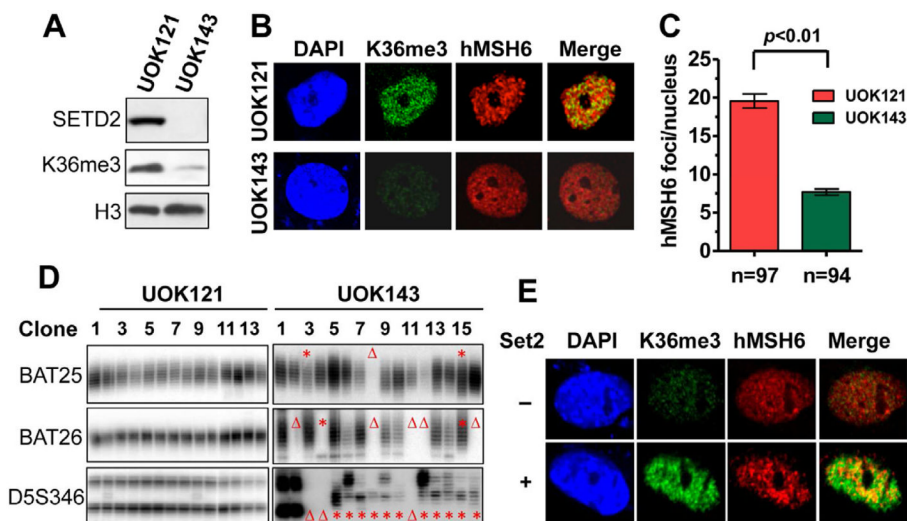 A
UOK121
UOK143
SETD2
K36me3
H3
B
DAPI K36me3 hMSH6 Merge
UOK121
UOK143
C
p<0.01
hMSH6 foci/nucleus
25
20
15
10
5
0
UOK121
UOK143
n=97 n=94
D
UOK121 UOK143
Clone 1 3 5 7 9 11 13 1 3 5 7 9 11 13 15
* Δ *
BAT25
Δ * Δ Δ Δ * Δ
BAT26
D5S346
Δ Δ * * * * * * Δ * * * * *
E
Set2 DAPI K36me3 hMSH6 Merge
–
+